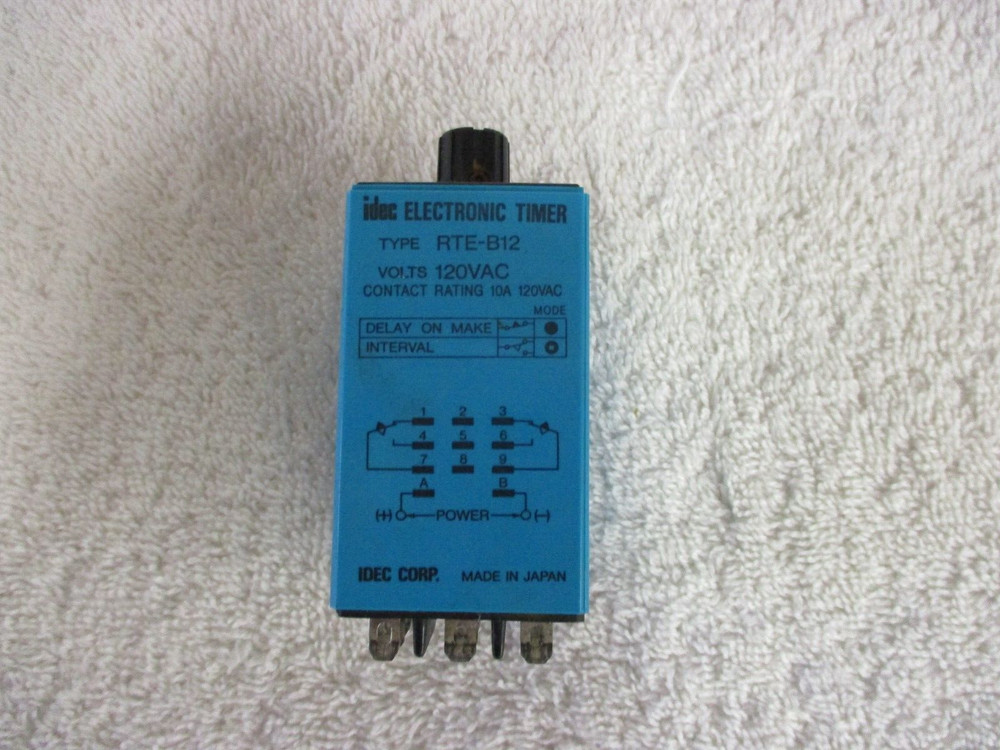 idec ELECTRONIC TIMER
TYPE RTE-B12
VOLTS 120VAC
CONTACT RATING 10A 120VAC
MODE
DELAY ON MAKE
INTERVAL
1 2 3
4 5 6
7 8 9
A B
(+) POWER (-)
IDEC CORP. MADE IN JAPAN